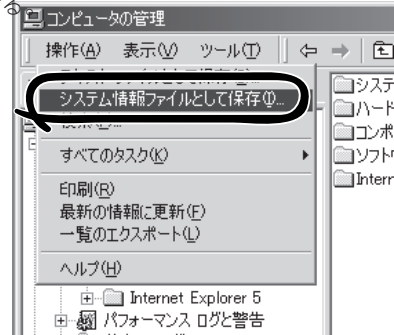 る
コンピュータの管理
操作(A) 表示(V) ツール(T)
システム情報ファイルとして保存(I)...
すべてのタスク(K)
印刷(R)
最新の情報に更新(F)
一覧のエクスポート(L)
ヘルプ(H)
システ
ハード
コンポ
ソフト
Intern
Internet Explorer 5
パフォーマンス ログと警告